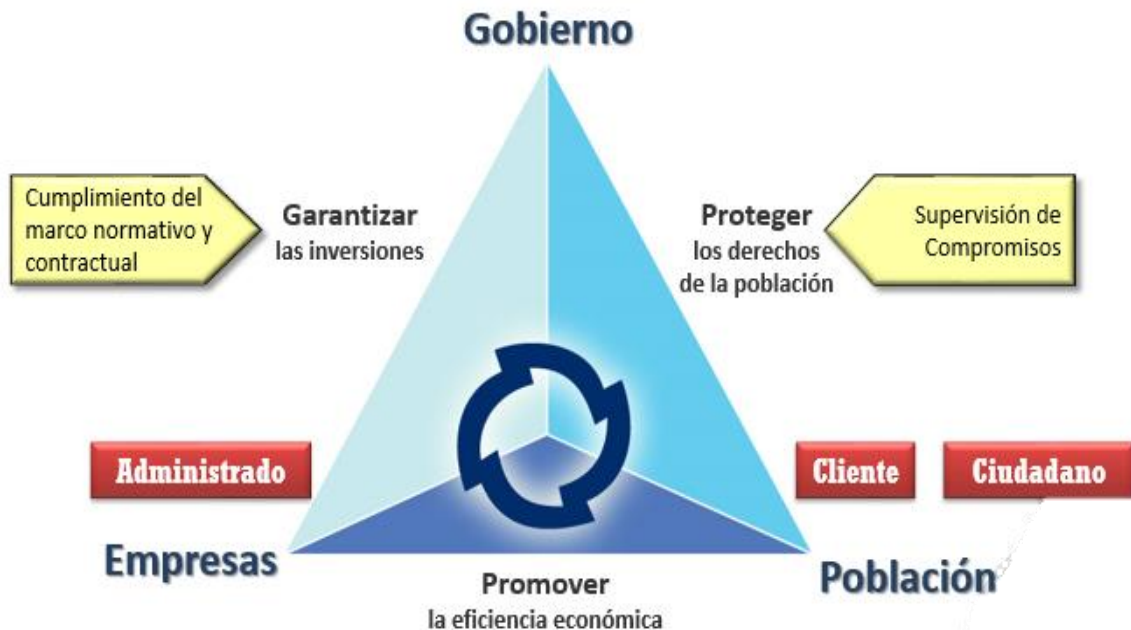 Gobierno
Cumplimiento del
marco normativo y
contractual
Garantizar
las inversiones
Proteger
los derechos
de la población
Supervisión de
Compromisos
Administrado
Cliente
Ciudadano
Empresas
Población
Promover
la eficiencia económica